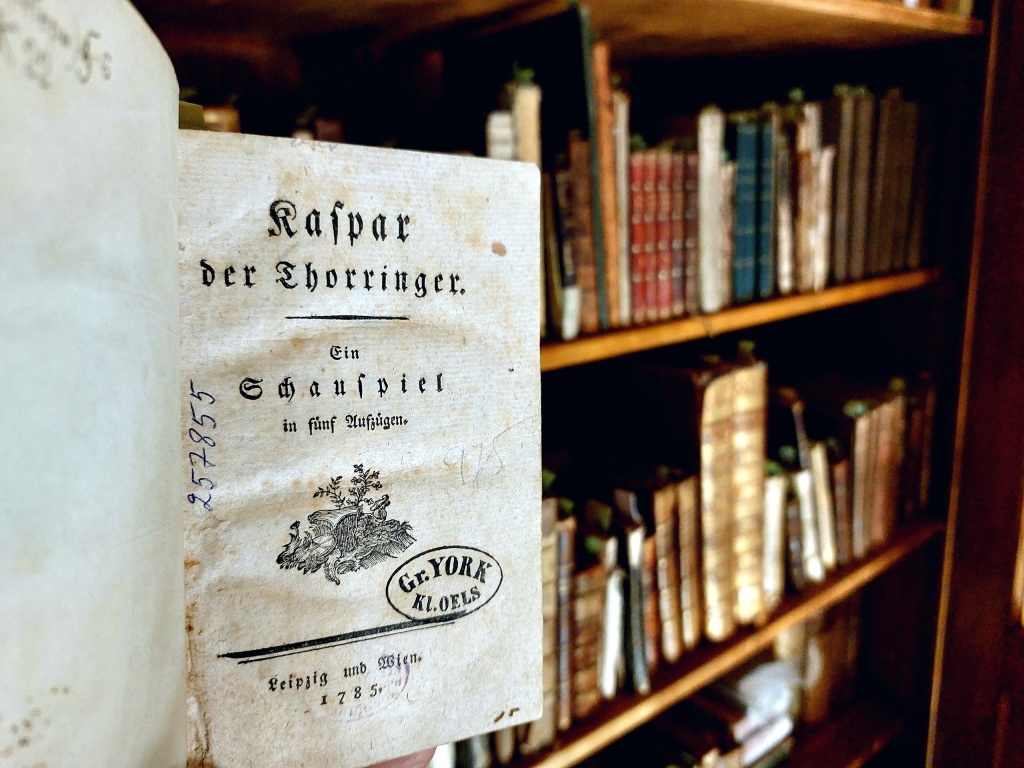 Kaſpar
der Thorringer.
Ein
Schauſpiel
in fünf Aufzügen.
257855
Gr. YORK
Kl. OELS
Leipzig und Wien.
1785.